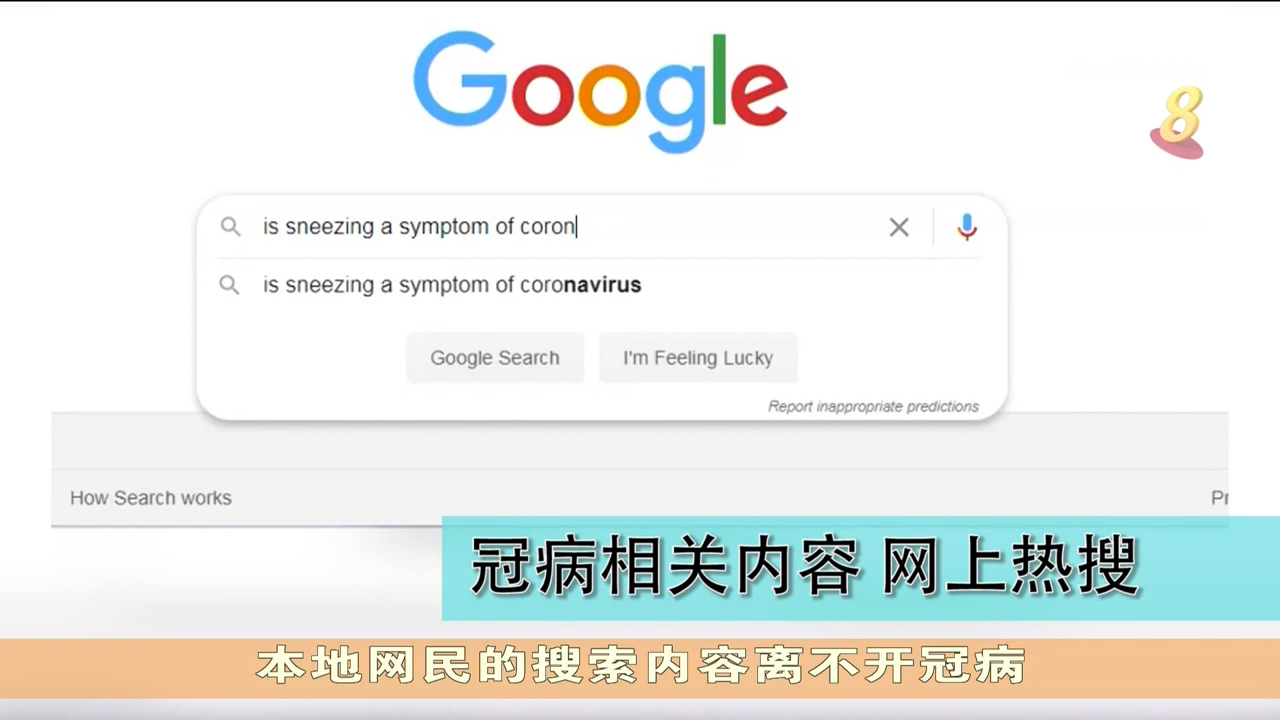 Google
8
is sneezing a symptom of coron
is sneezing a symptom of coronavirus
Google Search
I'm Feeling Lucky
Report inappropriate predictions
How Search works
冠病相关内容 网上热搜
本地网民的搜索内容离不开冠病